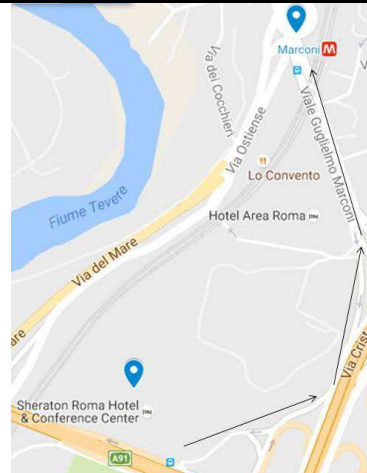 Marconi M
Via dei Cocchieri
Via Ostiense
Viale Guglielmo Marconi
Lo Convento
Fiume Tevere
Hotel Area Roma
Via del Mare
are
Via Crist
Sheraton Roma Hotel
& Conference Center
A91